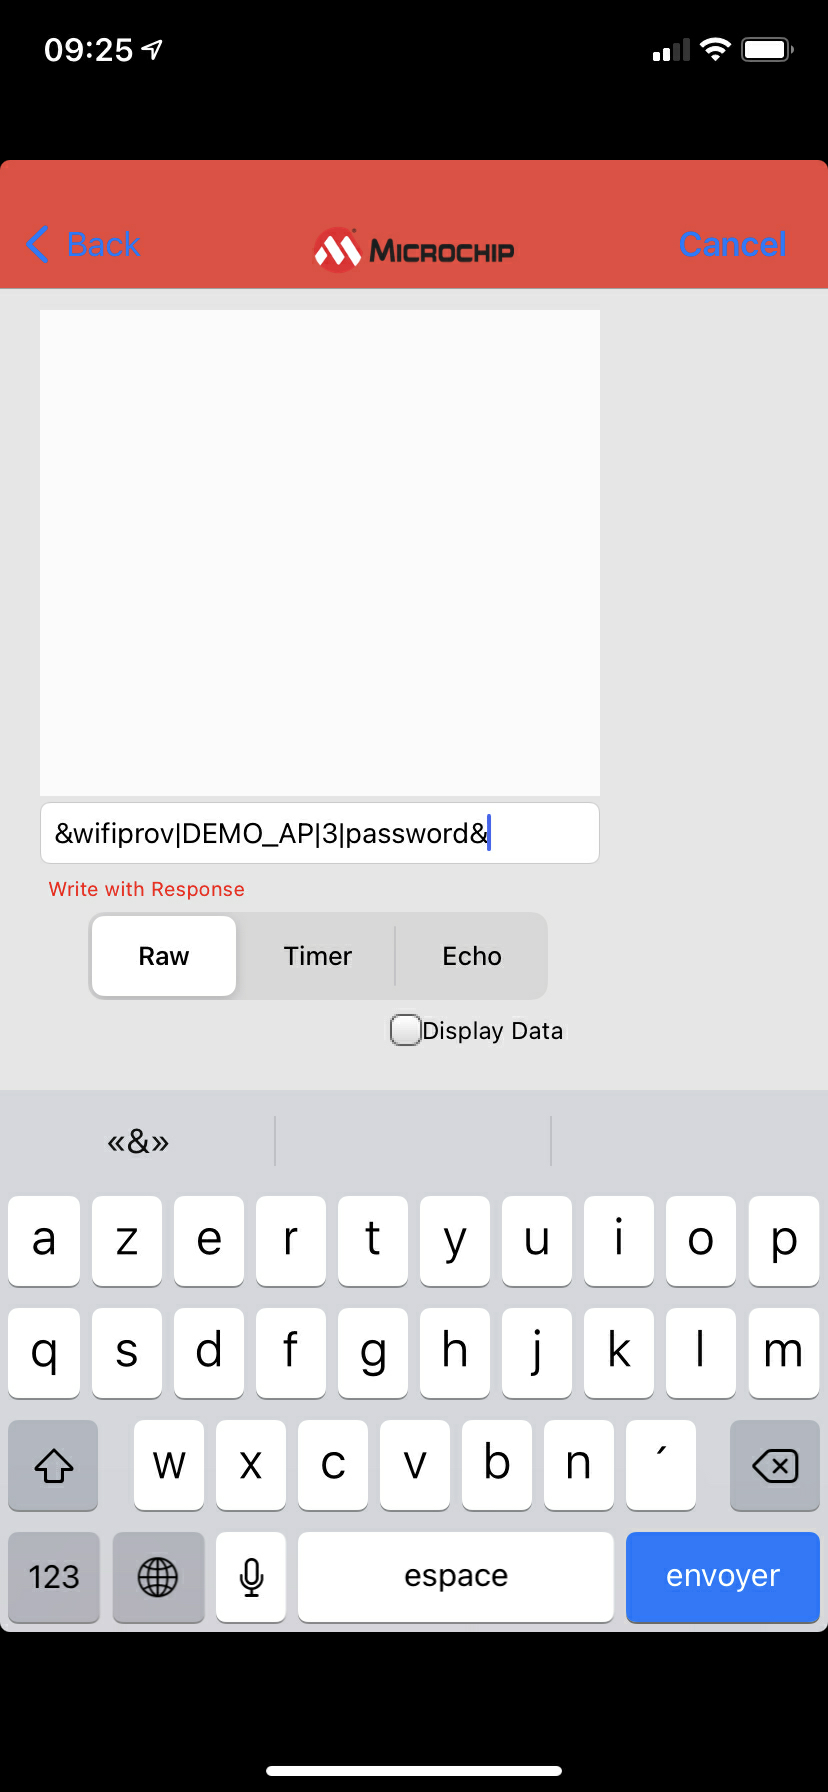 09:25
Back
MICROCHIP
Cancel
&wifiprov|DEMO_AP|3|password&
Write with Response
Raw Timer Echo
Display Data
«&»
a z e r t y u i o p
q s d f g h j k l m
w x c v b n ´
123 espace envoyer